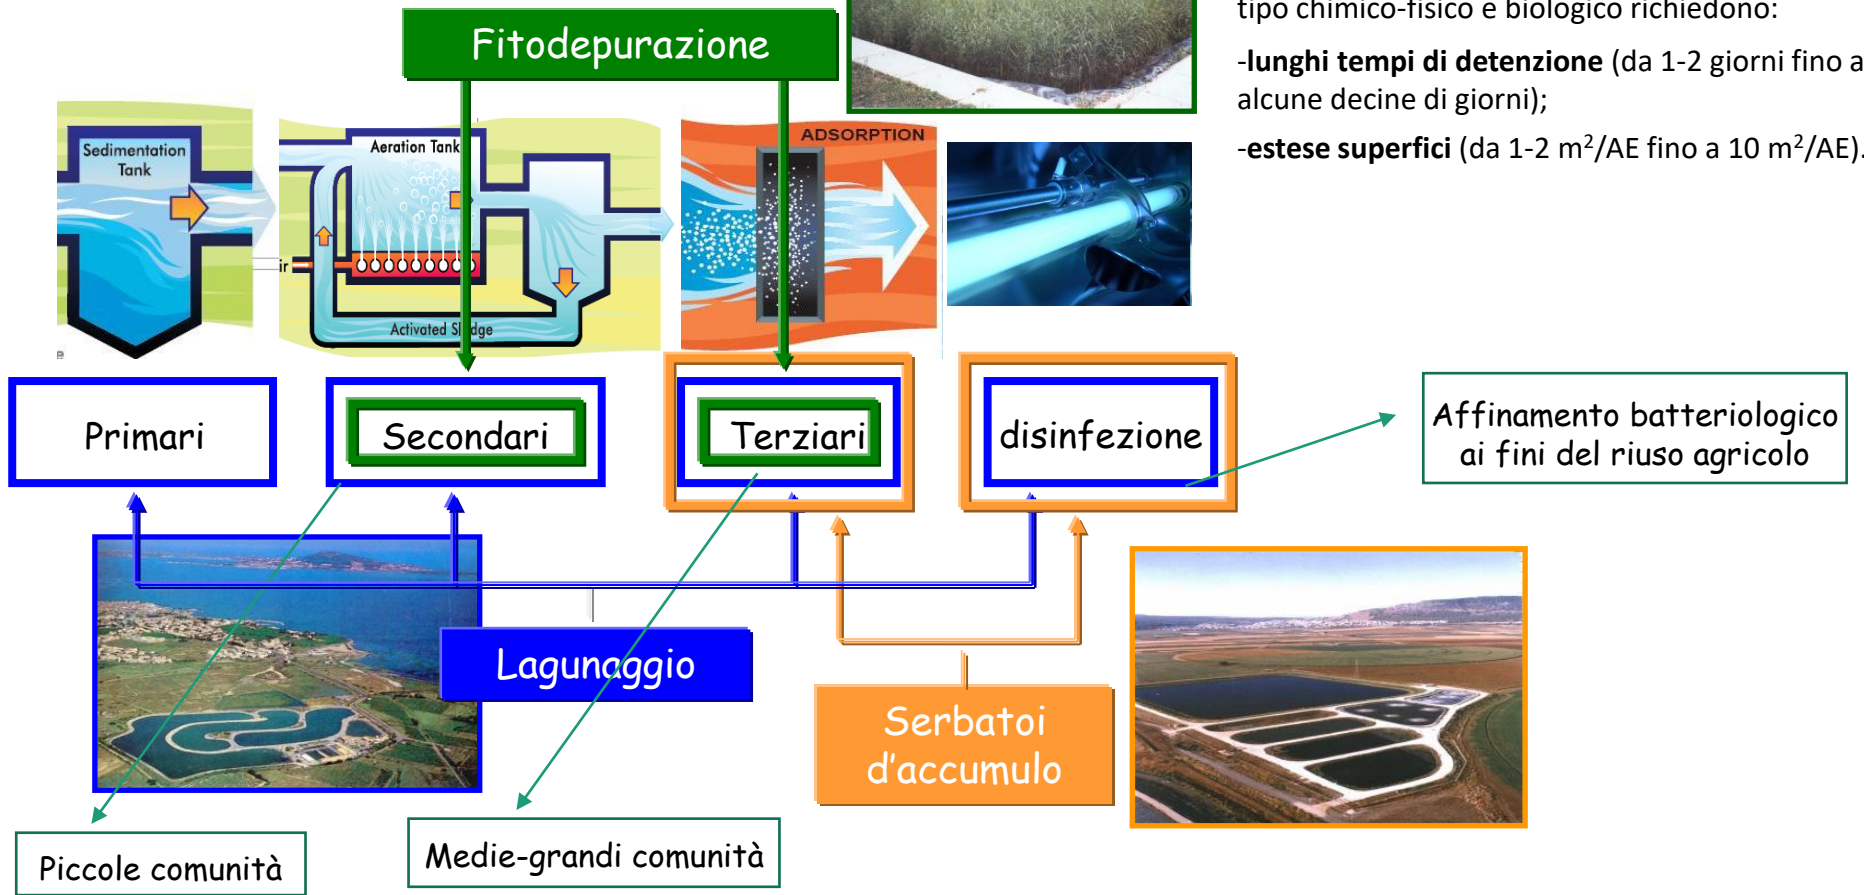 tipo chimico-fisico e biologico richiedono:
-lunghi tempi di detenzione (da 1-2 giorni fino a
alcune decine di giorni);
-estese superfici (da 1-2 m²/AE fino a 10 m²/AE).
Fitodepurazione
Sedimentation
Tank
Aeration Tank
ir
Activated Sludge
ADSORPTION
e
Primari
Secondari
Terziari
disinfezione
Affinamento batteriologico
ai fini del riuso agricolo
Lagunaggio
Serbatoi
d'accumulo
Piccole comunità
Medie-grandi comunità